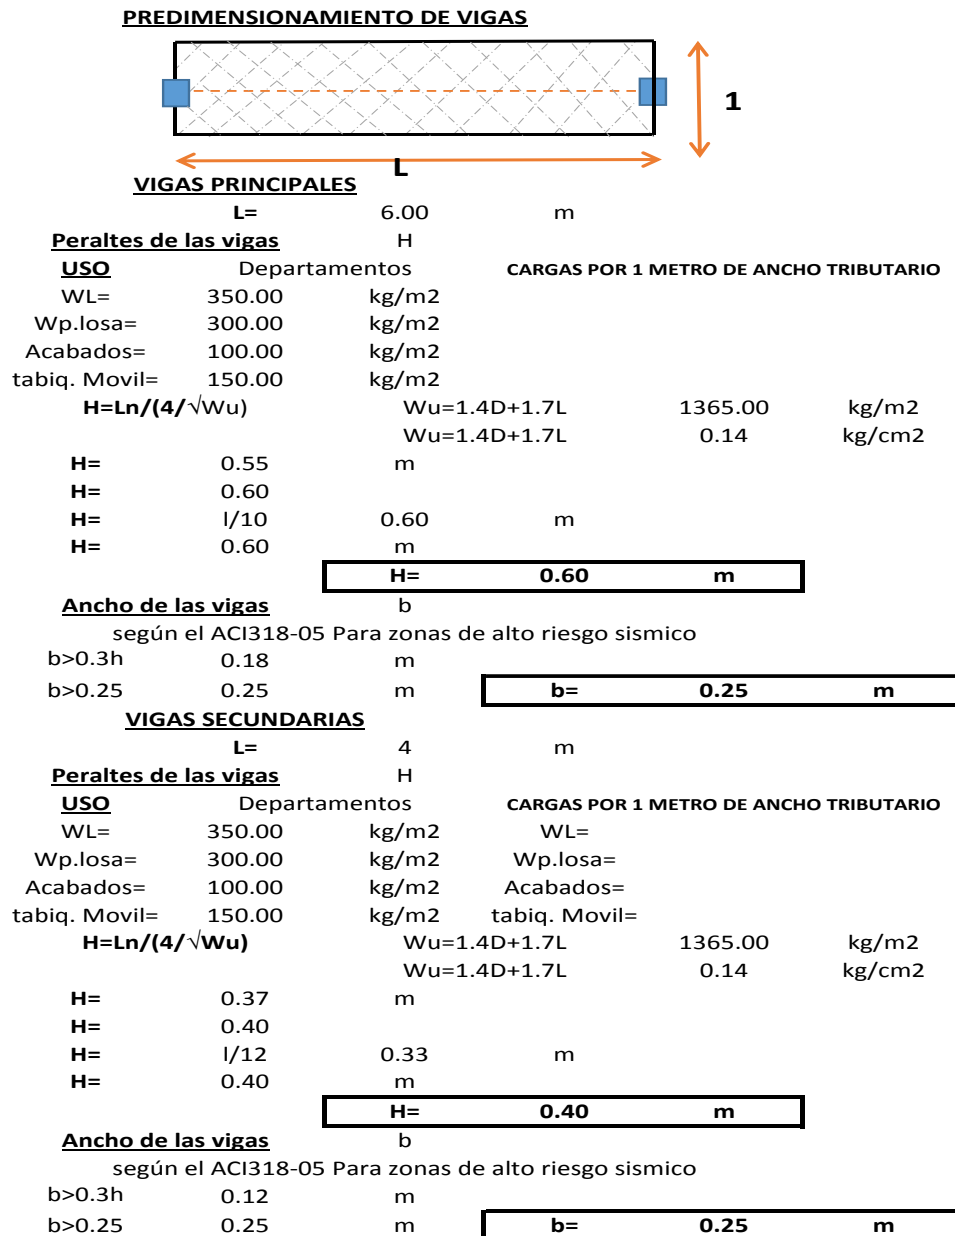 PREDIMENSIONAMIENTO DE VIGAS
1
L
VIGAS PRINCIPALES
L= 6.00 m
Peraltes de las vigas H
USO Departamentos CARGAS POR 1 METRO DE ANCHO TRIBUTARIO
WL= 350.00 kg/m2
Wp.losa= 300.00 kg/m2
Acabados= 100.00 kg/m2
tabiq. Movil= 150.00 kg/m2
H=Ln/(4/√Wu) Wu=1.4D+1.7L 1365.00 kg/m2
Wu=1.4D+1.7L 0.14 kg/cm2
H= 0.55 m
H= 0.60
H= l/10 0.60 m
H= 0.60 m
H= 0.60 m
Ancho de las vigas b
según el ACI318-05 Para zonas de alto riesgo sismico
b>0.3h 0.18 m
b>0.25 0.25 m b= 0.25 m
VIGAS SECUNDARIAS
L= 4 m
Peraltes de las vigas H
USO Departamentos CARGAS POR 1 METRO DE ANCHO TRIBUTARIO
WL= 350.00 kg/m2 WL=
Wp.losa= 300.00 kg/m2 Wp.losa=
Acabados= 100.00 kg/m2 Acabados=
tabiq. Movil= 150.00 kg/m2 tabiq. Movil=
H=Ln/(4/√Wu) Wu=1.4D+1.7L 1365.00 kg/m2
Wu=1.4D+1.7L 0.14 kg/cm2
H= 0.37 m
H= 0.40
H= l/12 0.33 m
H= 0.40 m
H= 0.40 m
Ancho de las vigas b
según el ACI318-05 Para zonas de alto riesgo sismico
b>0.3h 0.12 m
b>0.25 0.25 m b= 0.25 m